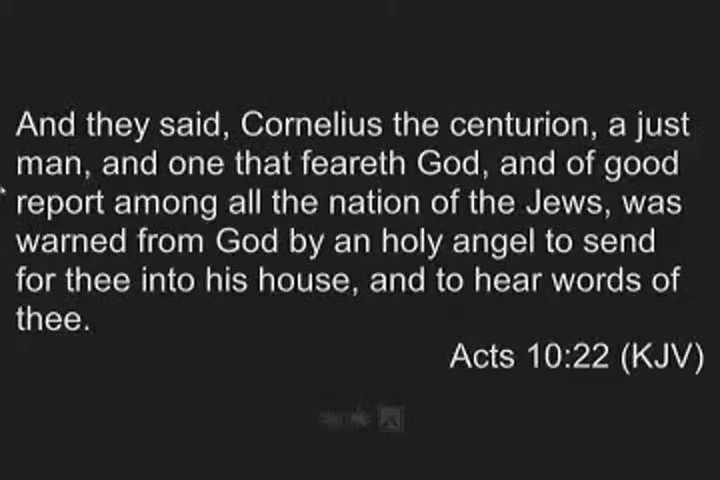 And they said, Cornelius the centurion, a just
man, and one that feareth God, and of good
report among all the nation of the Jews, was
warned from God by an holy angel to send
for thee into his house, and to hear words of
thee.
Acts 10:22 (KJV)